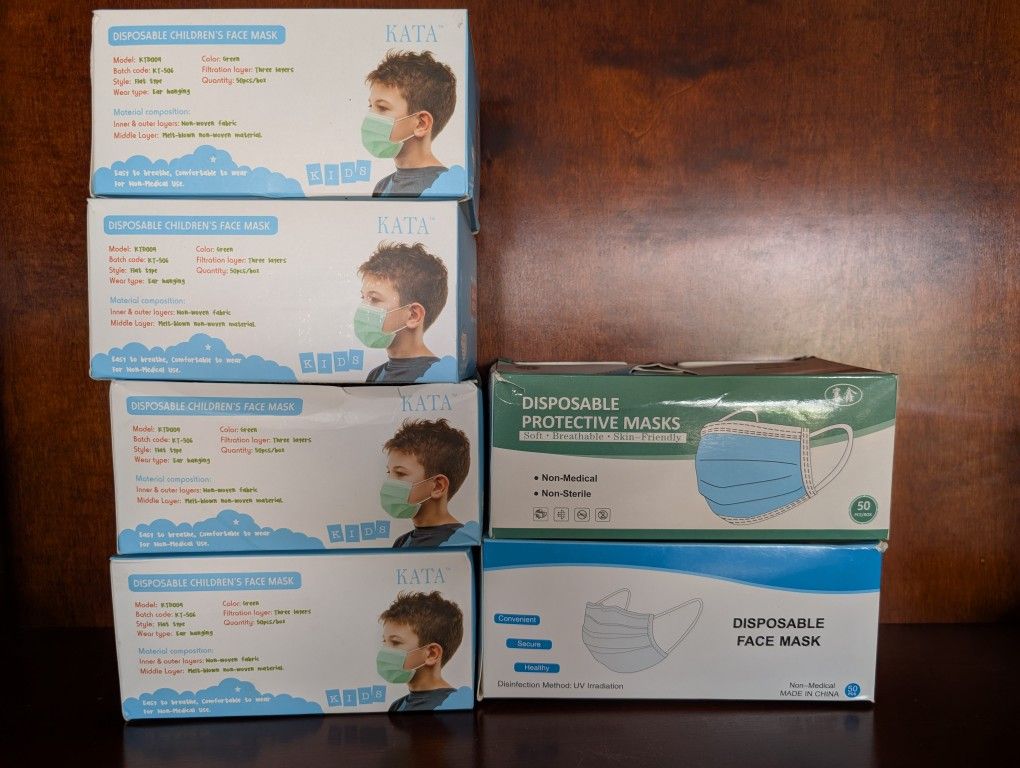 DISPOSABLE CHILDREN'S FACE MASK
KATA™
Model: KTD009
Color: Green
Batch code: KT-506
Filtration layer: Three layers
Style: Flat type
Quantity: 50pcs/box
Wear type: Ear hanging
Material composition:
Inner & outer layers: Non-woven fabric
Middle Layer: Melt-blown non-woven material.
Easy to breathe, Comfortable to wear
For Non-Medical Use.
KIDS
DISPOSABLE CHILDREN'S FACE MASK
KATA™
Model: KTD009
Color: Green
Batch code: KT-506
Filtration layer: Three layers
Style: Flat type
Quantity: 50pcs/box
Wear type: Ear hanging
Material composition:
Inner & outer layers: Non-woven fabric
Middle Layer: Melt-blown non-woven material.
Easy to breathe, Comfortable to wear
For Non-Medical Use.
KIDS
DISPOSABLE CHILDREN'S FACE MASK
KATA™
Model: KTD009
Color: Green
Batch code: KT-506
Filtration layer: Three layers
Style: Flat type
Quantity: 50pcs/box
Wear type: Ear hanging
Material composition:
Inner & outer layers: Non-woven fabric
Middle Layer: Melt-blown non-woven material.
Easy to breathe, Comfortable to wear
For Non-Medical Use.
KIDS
DISPOSABLE CHILDREN'S FACE MASK
KATA™
Model: KTD009
Color: Green
Batch code: KT-506
Filtration layer: Three layers
Style: Flat type
Quantity: 50pcs/box
Wear type: Ear hanging
Material composition:
Inner & outer layers: Non-woven fabric
Middle Layer: Melt-blown non-woven material.
Easy to breathe, Comfortable to wear
For Non-Medical Use.
KIDS
DISPOSABLE
PROTECTIVE MASKS
Soft · Breathable · Skin-Friendly
● Non-Medical
● Non-Sterile
50
PCS/BOX
Convenient
Secure
Healthy
DISPOSABLE
FACE MASK
Disinfection Method: UV Irradiation
Non-Medical
MADE IN CHINA
50
PCS